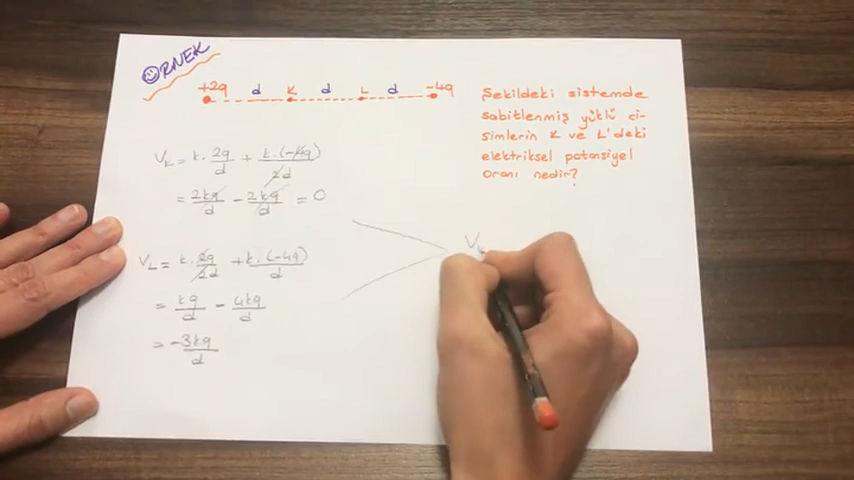 ÖRNEK
+2q d K d L d -4q
Şekildeki sistemde
sabitlenmiş yüklü ci-
simlerin K ve L'deki
elektriksel potansiyel
oranı nedir?
V_K = k. 2q/d + k.(-4q)/2d
= 2kq/d - 2kq/d = 0
V_L = k. 2q/2d + k.(-4q)/d
= kq/d - 4kq/d
= -3kq/d
V_K